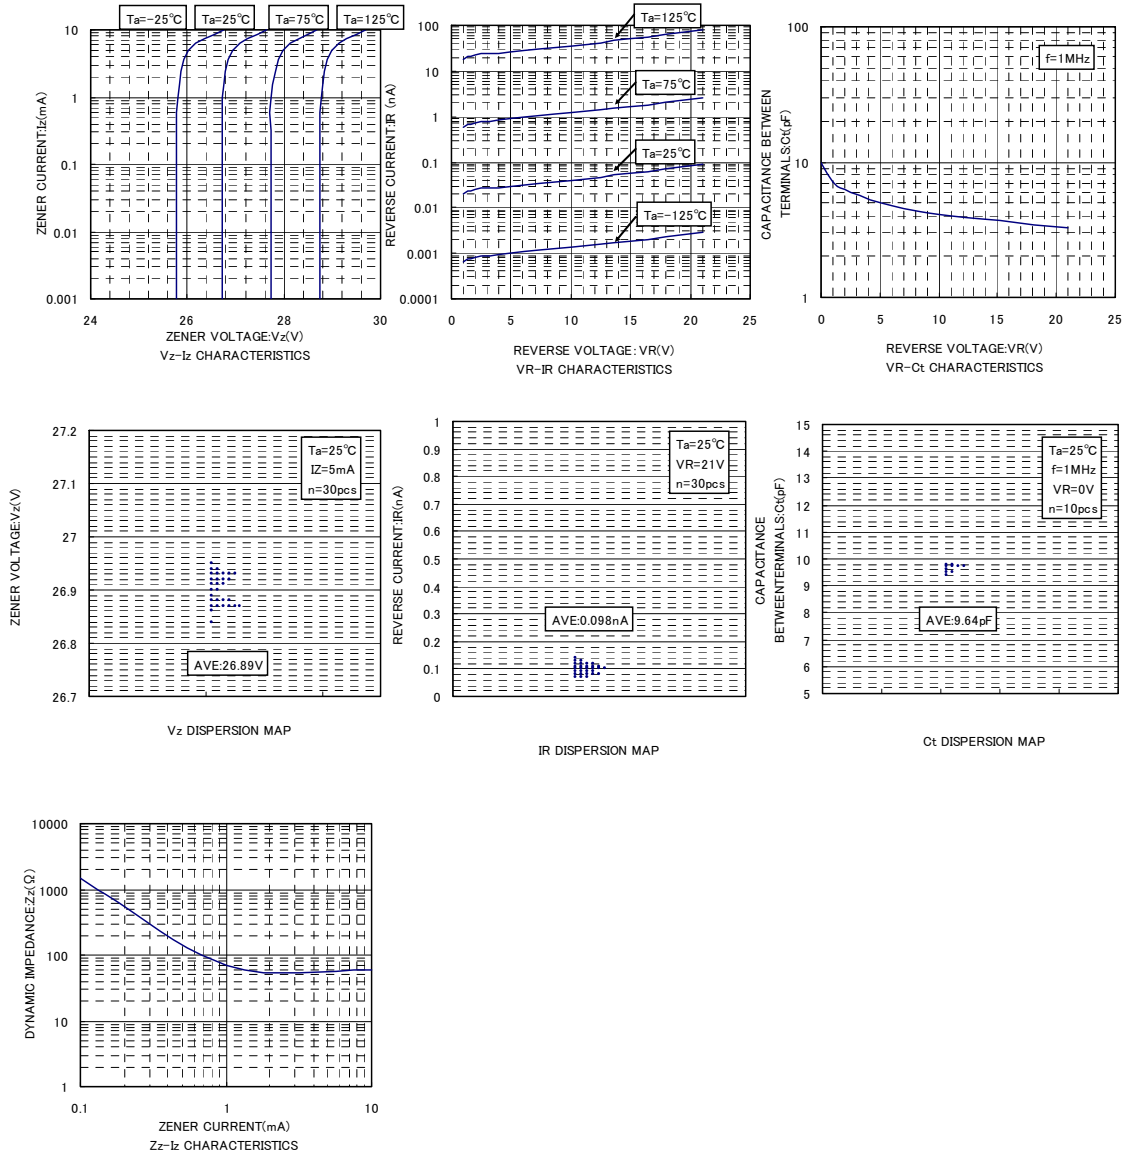 Ta=-25℃
Ta=25℃
Ta=75℃
Ta=125℃
10
1
0.1
0.01
0.001
24
26
28
30
ZENER CURRENT:Iz(mA)
ZENER VOLTAGE:Vz(V)
Vz-Iz CHARACTERISTICS
Ta=125℃
Ta=75℃
Ta=25℃
Ta=-125℃
100
10
1
0.1
0.01
0.001
0.0001
0
5
10
15
20
25
REVERSE CURRENT:IR (nA)
REVERSE VOLTAGE: VR(V)
VR-IR CHARACTERISTICS
f=1MHz
100
10
1
0
5
10
15
20
25
CAPACITANCE BETWEEN
TERMINALS:Ct(pF)
REVERSE VOLTAGE:VR(V)
VR-Ct CHARACTERISTICS
27.2
27.1
27
26.9
26.8
26.7
ZENER VOLTAGE:Vz(V)
Ta=25℃
IZ=5mA
n=30pcs
AVE:26.89V
Vz DISPERSION MAP
1
0.9
0.8
0.7
0.6
0.5
0.4
0.3
0.2
0.1
0
REVERSE CURRENT:IR(nA)
Ta=25℃
VR=21V
n=30pcs
AVE:0.098nA
IR DISPERSION MAP
15
14
13
12
11
10
9
8
7
6
5
CAPACITANCE
BETWEENTERMINALS:Ct(pF)
Ta=25℃
f=1MHz
VR=0V
n=10pcs
AVE:9.64pF
Ct DISPERSION MAP
10000
1000
100
10
1
0.1
1
10
DYNAMIC IMPEDANCE:Zz(Ω)
ZENER CURRENT(mA)
Zz-Iz CHARACTERISTICS